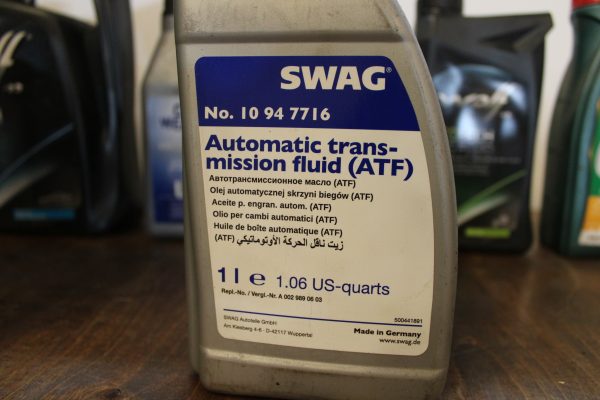 SWAG®
No. 10 94 7716
Automatic trans-
mission fluid (ATF)
Автотрансмиссионное масло (ATF)
Olej automatycznej skrzyni biegów (ATF)
Aceite p. engran. autom. (ATF)
Olio per cambi automatici (ATF)
Huile de boîte automatique (ATF)
زيت ناقل الحركة الأوتوماتيكي (ATF)
1 l e 1.06 US-quarts
Repl.-No. / Vergl.-Nr. A 002 989 06 03
500441891
SWAG Autoteile GmbH
Am Kiesberg 4-6 · D-42117 Wuppertal
Made in Germany
www.swag.de